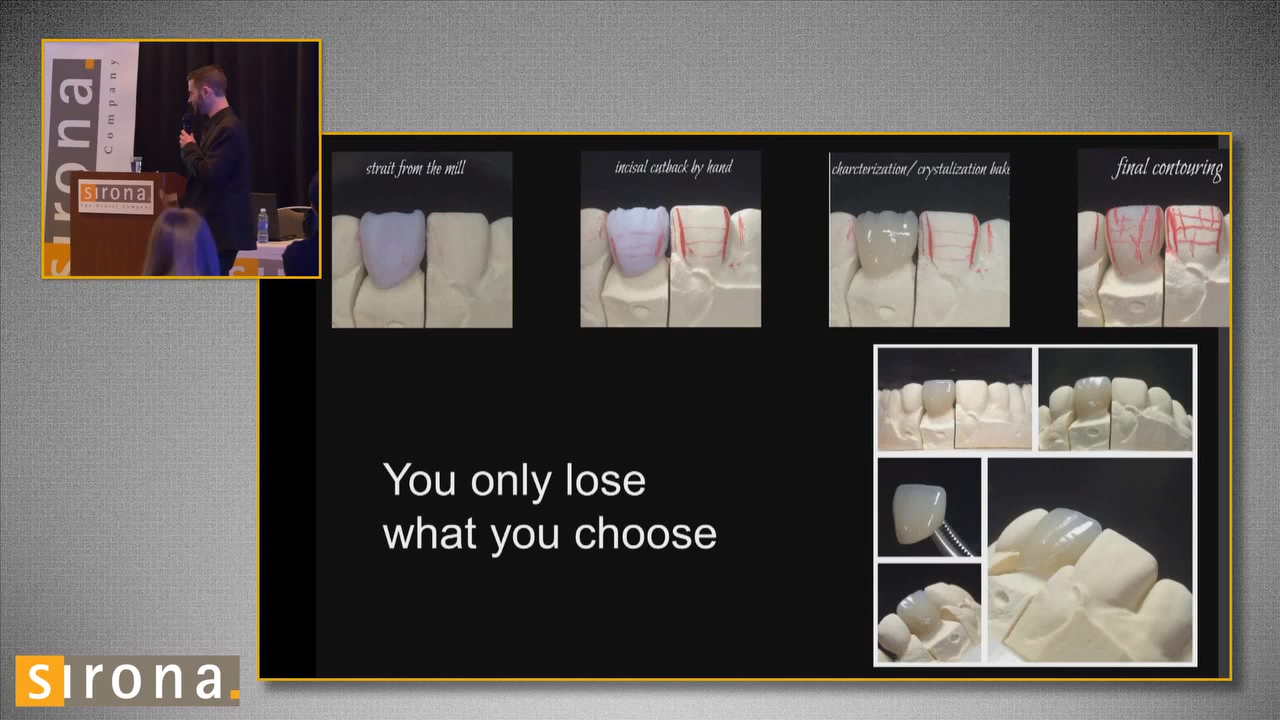 sirona.
Company
sirona.
The Dental Company
strait from the mill
incisal cutback by hand
charcterization/ crystalization bake
final contouring
You only lose
what you choose
sirona.